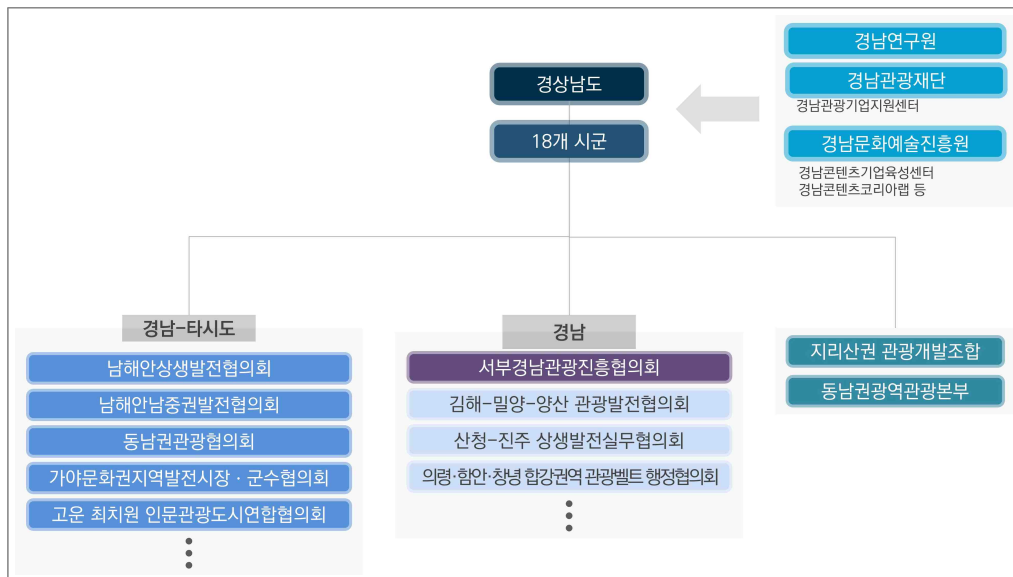 경상남도
18개 시군
경남연구원
경남관광재단
경남관광기업지원센터
경남문화예술진흥원
경남콘텐츠기업육성센터
경남콘텐츠코리아랩 등
경남-타시도
남해안상생발전협의회
남해안남중권발전협의회
동남권관광협의회
가야문화권지역발전시장·군수협의회
고운 최치원 인문관광도시연합협의회
경남
서부경남관광진흥협의회
김해-밀양-양산 관광발전협의회
산청-진주 상생발전실무협의회
의령·함안·창녕 합강권역 관광벨트 행정협의회
지리산권 관광개발조합
동남권광역관광본부